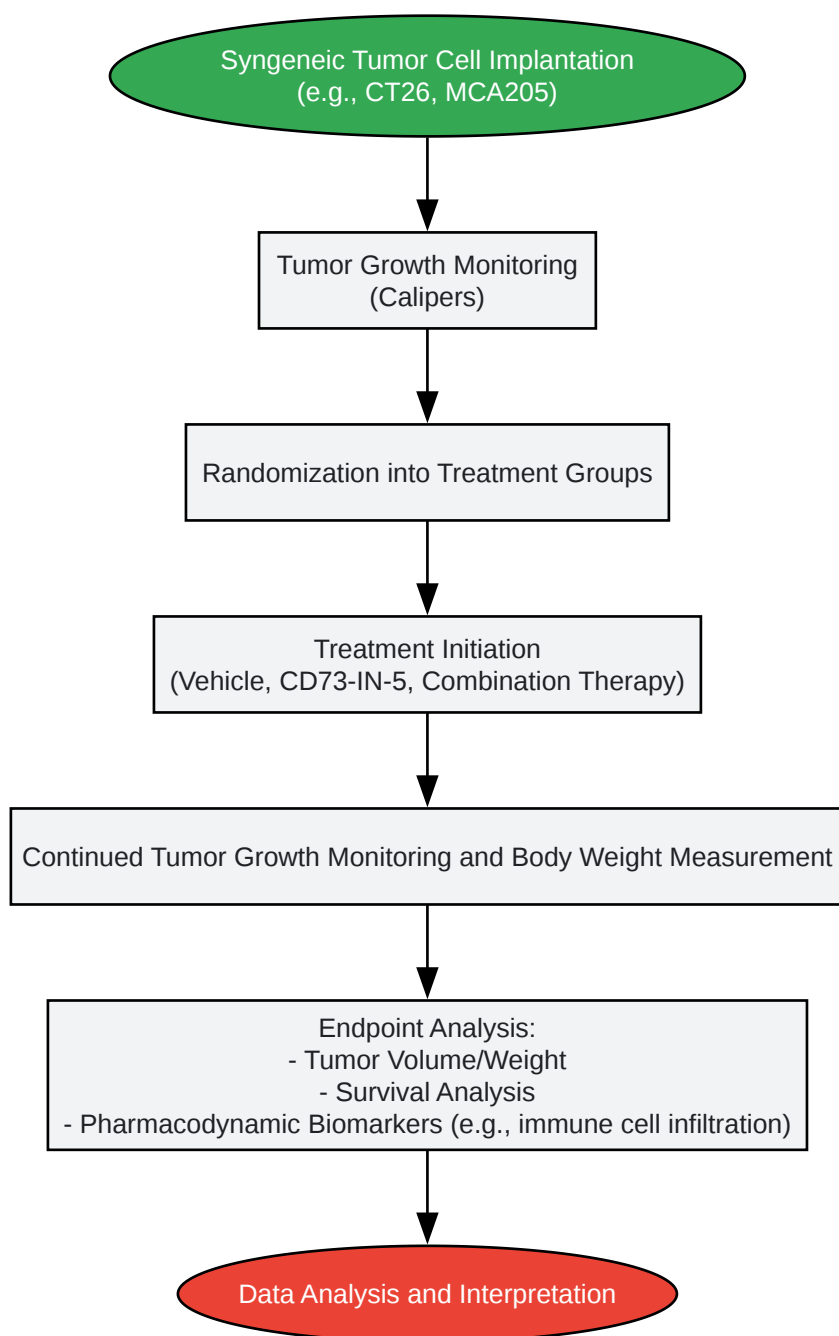 Syngeneic Tumor Cell Implantation
(e.g., CT26, MCA205)
Tumor Growth Monitoring
(Calipers)
Randomization into Treatment Groups
Treatment Initiation
(Vehicle, CD73-IN-5, Combination Therapy)
Continued Tumor Growth Monitoring and Body Weight Measurement
Endpoint Analysis:
- Tumor Volume/Weight
- Survival Analysis
- Pharmacodynamic Biomarkers (e.g., immune cell infiltration)
Data Analysis and Interpretation